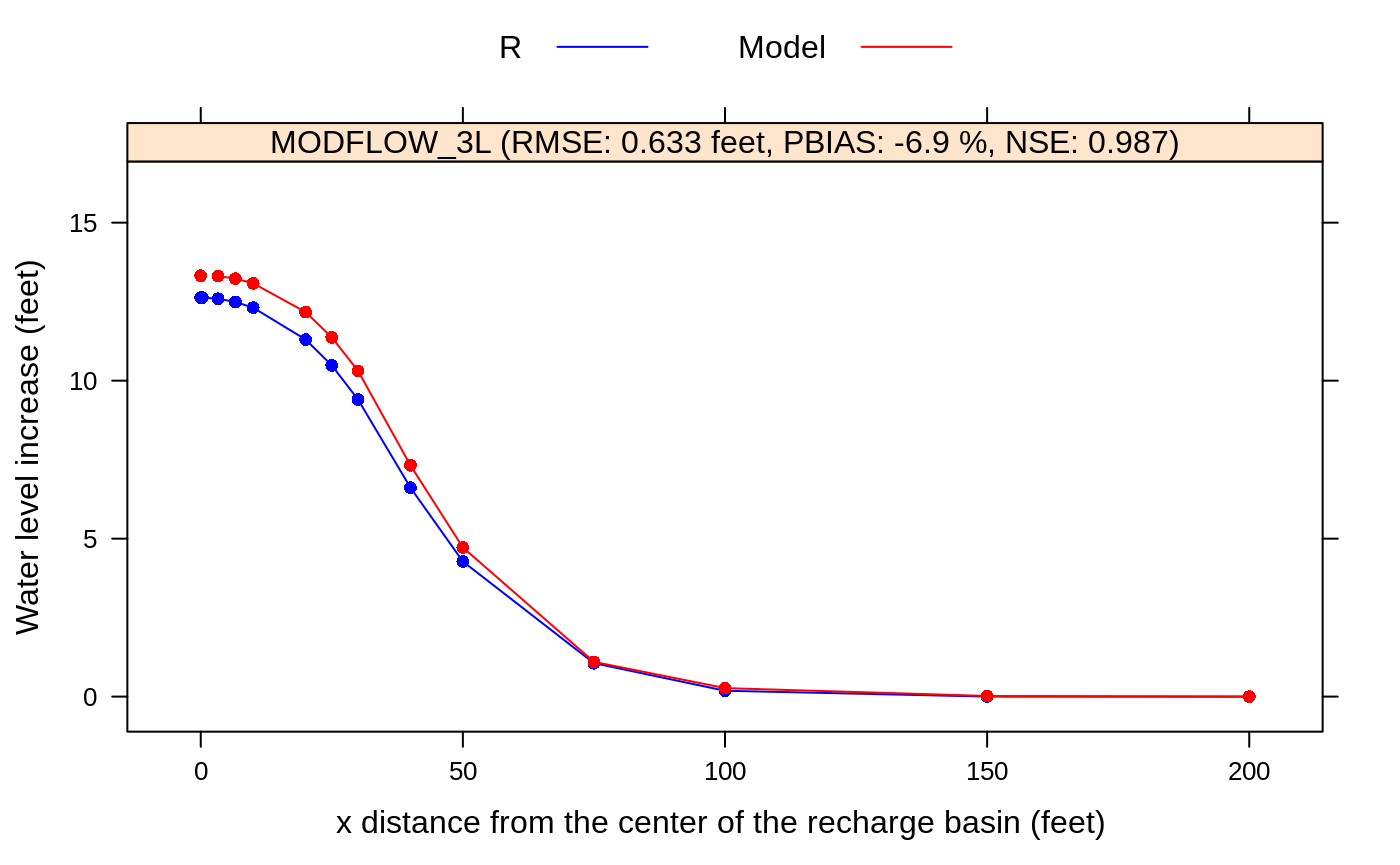 R Model
MODFLOW_3L (RMSE: 0.633 feet, PBIAS: -6.9 %, NSE: 0.987)
Water level increase (feet)
15
10
5
0
0 50 100 150 200
x distance from the center of the recharge basin (feet)